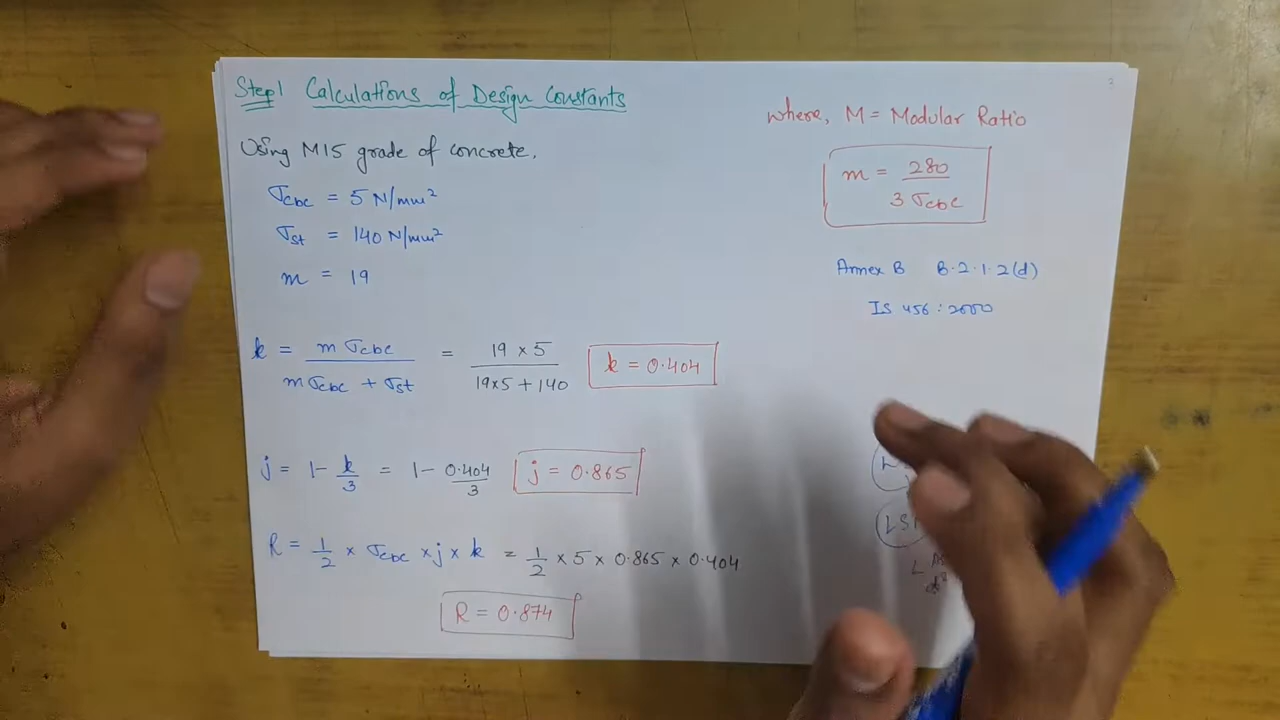 3
Step1 Calculations of Design Constants
where, M = Modular Ratio
Using M15 grade of concrete.
m = 280 / 3 σcbc
σcbc = 5 N/mm²
σst = 140 N/mm²
m = 19
Annex B B.2.1.2(d)
IS 456:2000
k = m σcbc / m σcbc + σst = 19 × 5 / 19×5 + 140 k = 0.404
j = 1 - k/3 = 1 - 0.404/3 j = 0.865
R = 1/2 × σcbc × j × k = 1/2 × 5 × 0.865 × 0.404
R = 0.874